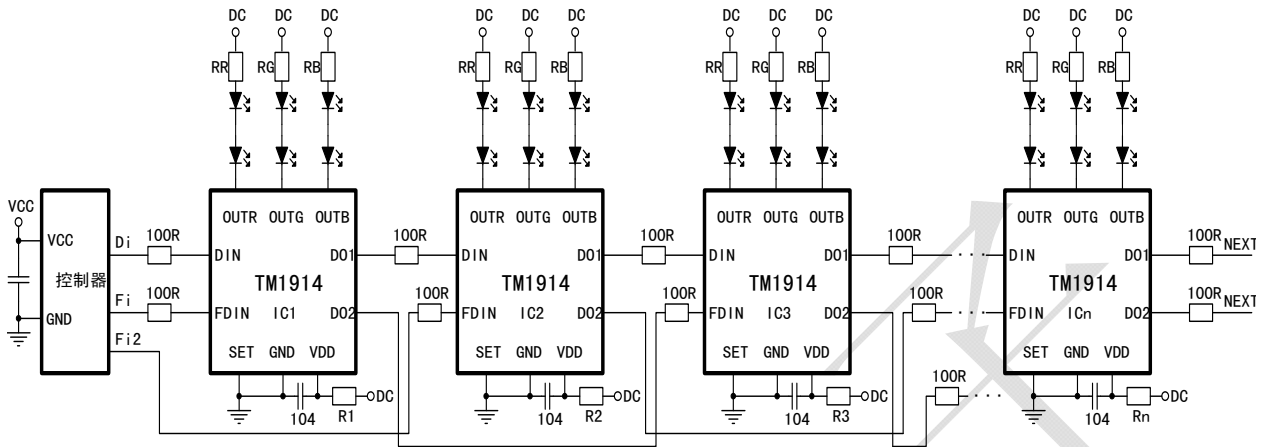 DC DC DC DC DC DC DC DC DC DC DC DC
RR RG RB RR RG RB RR RG RB RR RG RB
VCC
VCC
控制器
GND
Di 100R
Fi 100R
Fi2
OUTR OUTG OUTB
DIN DO1
TM1914
FDIN IC1 DO2
SET GND VDD
104 R1 DC
100R
100R
OUTR OUTG OUTB
DIN DO1
TM1914
FDIN IC2 DO2
SET GND VDD
104 R2 DC
100R
100R
OUTR OUTG OUTB
DIN DO1
TM1914
FDIN IC3 DO2
SET GND VDD
104 R3 DC
100R
100R
100R
OUTR OUTG OUTB
DIN DO1
TM1914
FDIN ICn DO2
SET GND VDD
104 Rn DC
100R NEXT
100R NEXT